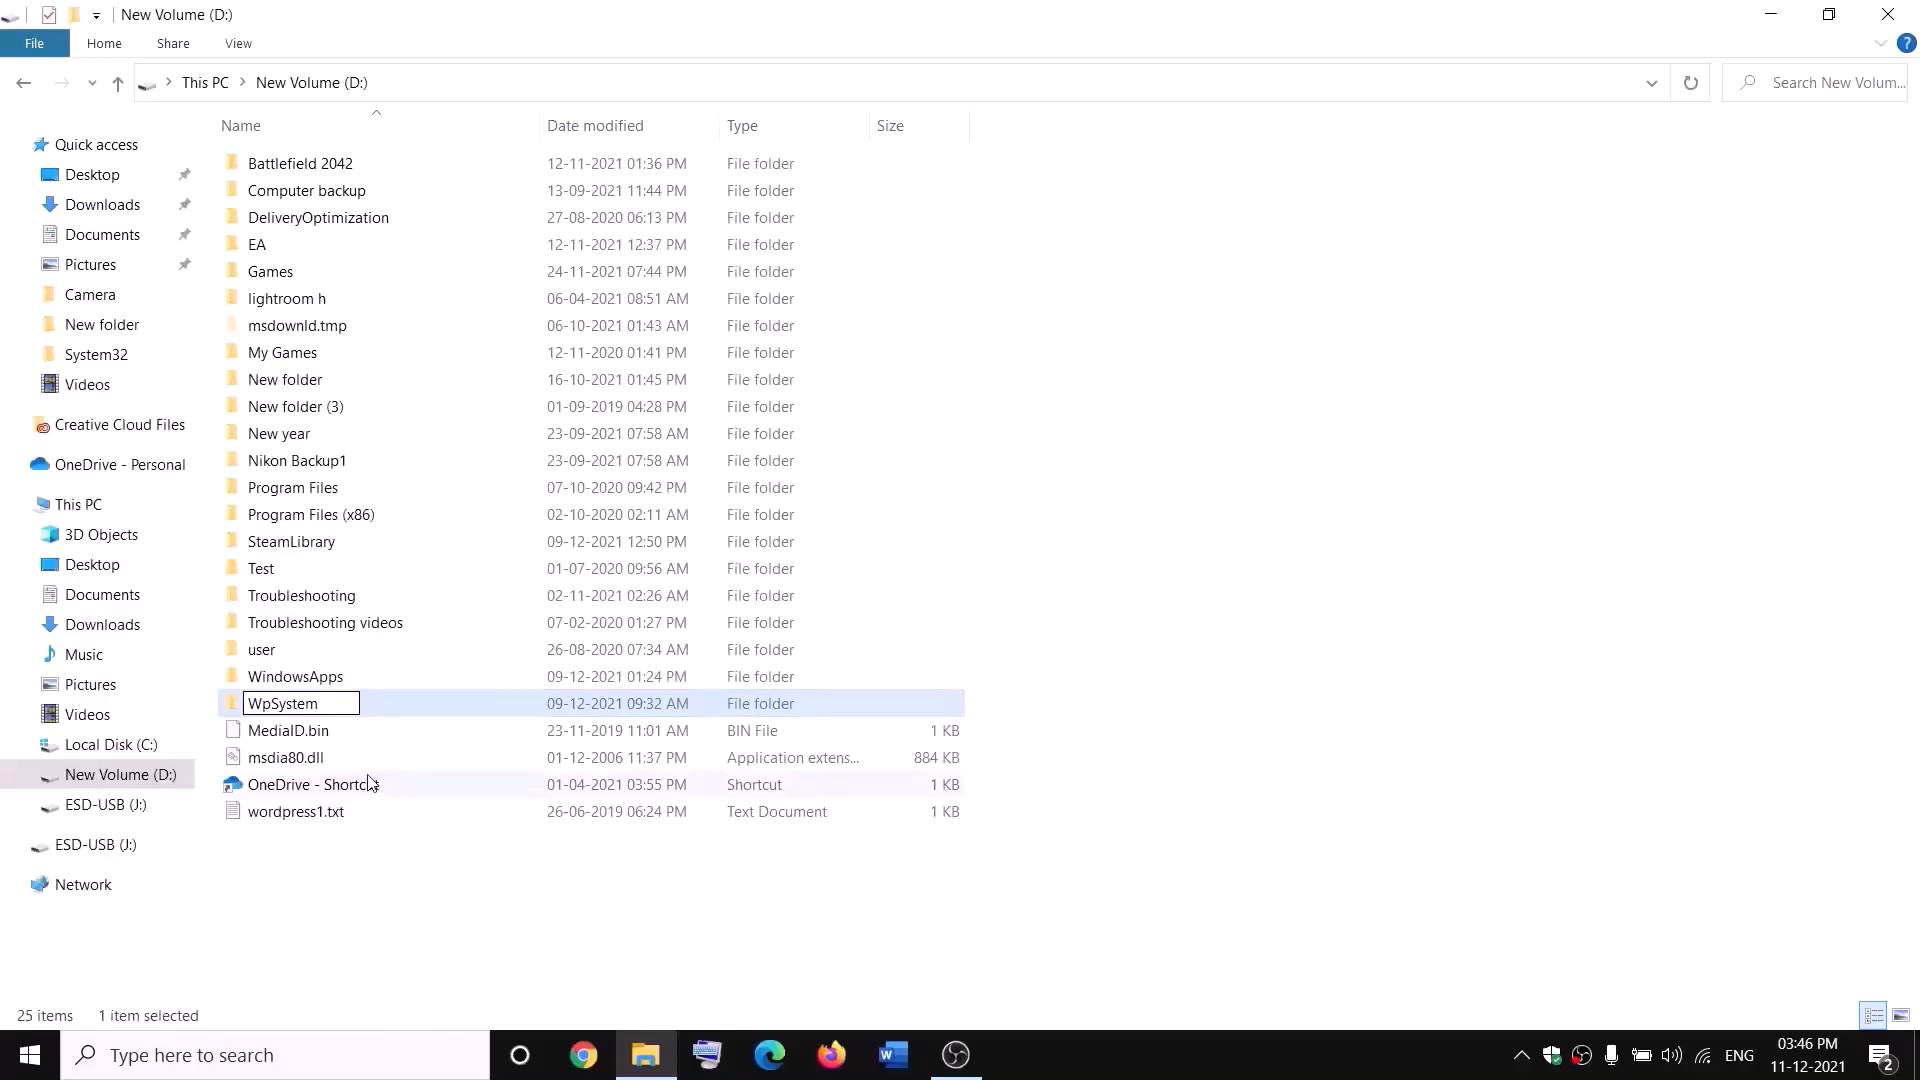 New Volume (D:)
File Home Share View
This PC New Volume (D:)
Search New Volum...
Name Date modified Type Size
Quick access
Desktop
Downloads
Documents
Pictures
Camera
New folder
System32
Videos
Creative Cloud Files
OneDrive - Personal
This PC
3D Objects
Desktop
Documents
Downloads
Music
Pictures
Videos
Local Disk (C:)
New Volume (D:)
ESD-USB (J:)
ESD-USB (J:)
Network
Battlefield 2042 12-11-2021 01:36 PM File folder
Computer backup 13-09-2021 11:44 PM File folder
DeliveryOptimization 27-08-2020 06:13 PM File folder
EA 12-11-2021 12:37 PM File folder
Games 24-11-2021 07:44 PM File folder
lightroom h 06-04-2021 08:51 AM File folder
msdownld.tmp 06-10-2021 01:43 AM File folder
My Games 12-11-2020 01:41 PM File folder
New folder 16-10-2021 01:45 PM File folder
New folder (3) 01-09-2019 04:28 PM File folder
New year 23-09-2021 07:58 AM File folder
Nikon Backup1 23-09-2021 07:58 AM File folder
Program Files 07-10-2020 09:42 PM File folder
Program Files (x86) 02-10-2020 02:11 AM File folder
SteamLibrary 09-12-2021 12:50 PM File folder
Test 01-07-2020 09:56 AM File folder
Troubleshooting 02-11-2021 02:26 AM File folder
Troubleshooting videos 07-02-2020 01:27 PM File folder
user 26-08-2020 07:34 AM File folder
WindowsApps 09-12-2021 01:24 PM File folder
WpSystem 09-12-2021 09:32 AM File folder
MediaID.bin 23-11-2019 11:01 AM BIN File 1 KB
msdia80.dll 01-12-2006 11:37 PM Application extens... 884 KB
OneDrive - Shortcut 01-04-2021 03:55 PM Shortcut 1 KB
wordpress1.txt 26-06-2019 06:24 PM Text Document 1 KB
25 items 1 item selected
Type here to search
ENG
03:46 PM
11-12-2021
2